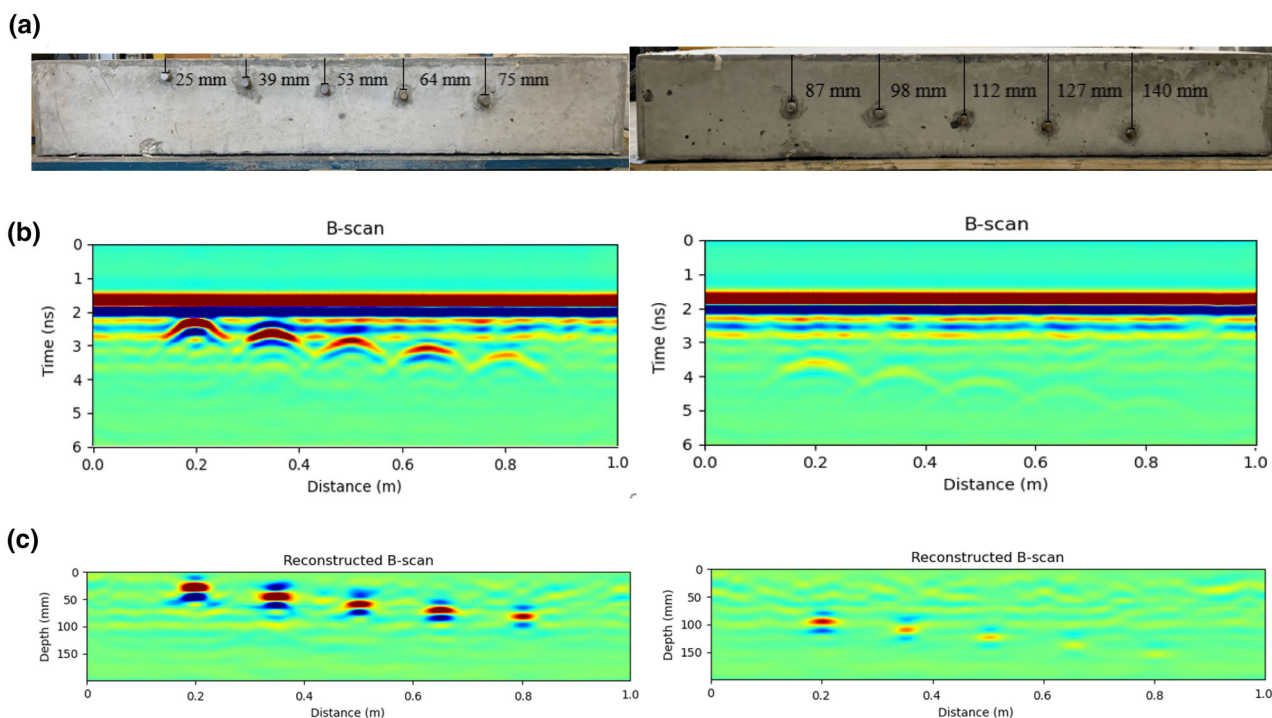 (a)
25 mm 39 mm 53 mm 64 mm 75 mm
87 mm 98 mm 112 mm 127 mm 140 mm
(b)
B-scan
0
1
2
3
4
5
6
Time (ns)
0.0 0.2 0.4 0.6 0.8 1.0
Distance (m)
B-scan
0
1
2
3
4
5
6
Time (ns)
0.0 0.2 0.4 0.6 0.8 1.0
Distance (m)
(c)
Reconstructed B-scan
0
50
100
150
Depth (mm)
0 0.2 0.4 0.6 0.8 1.0
Distance (m)
Reconstructed B-scan
0
50
100
150
Depth (mm)
0 0.2 0.4 0.6 0.8 1.0
Distance (m)